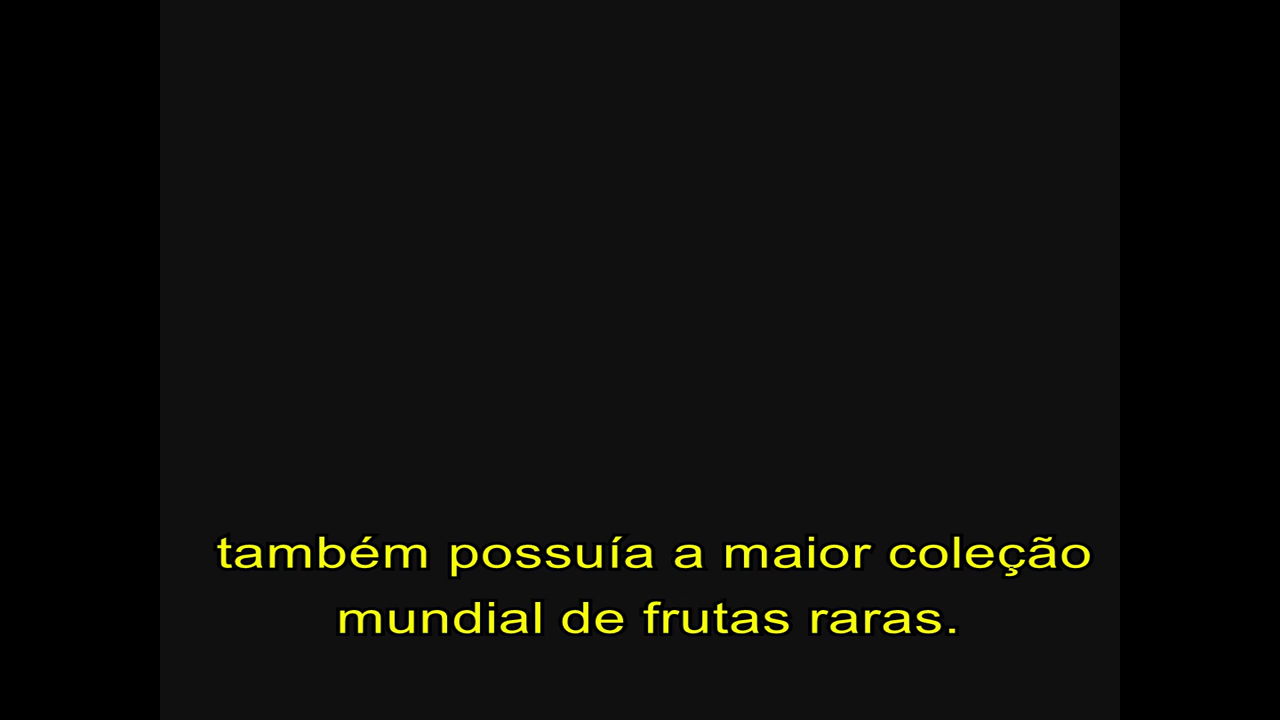 também possuía a maior coleção
mundial de frutas raras.